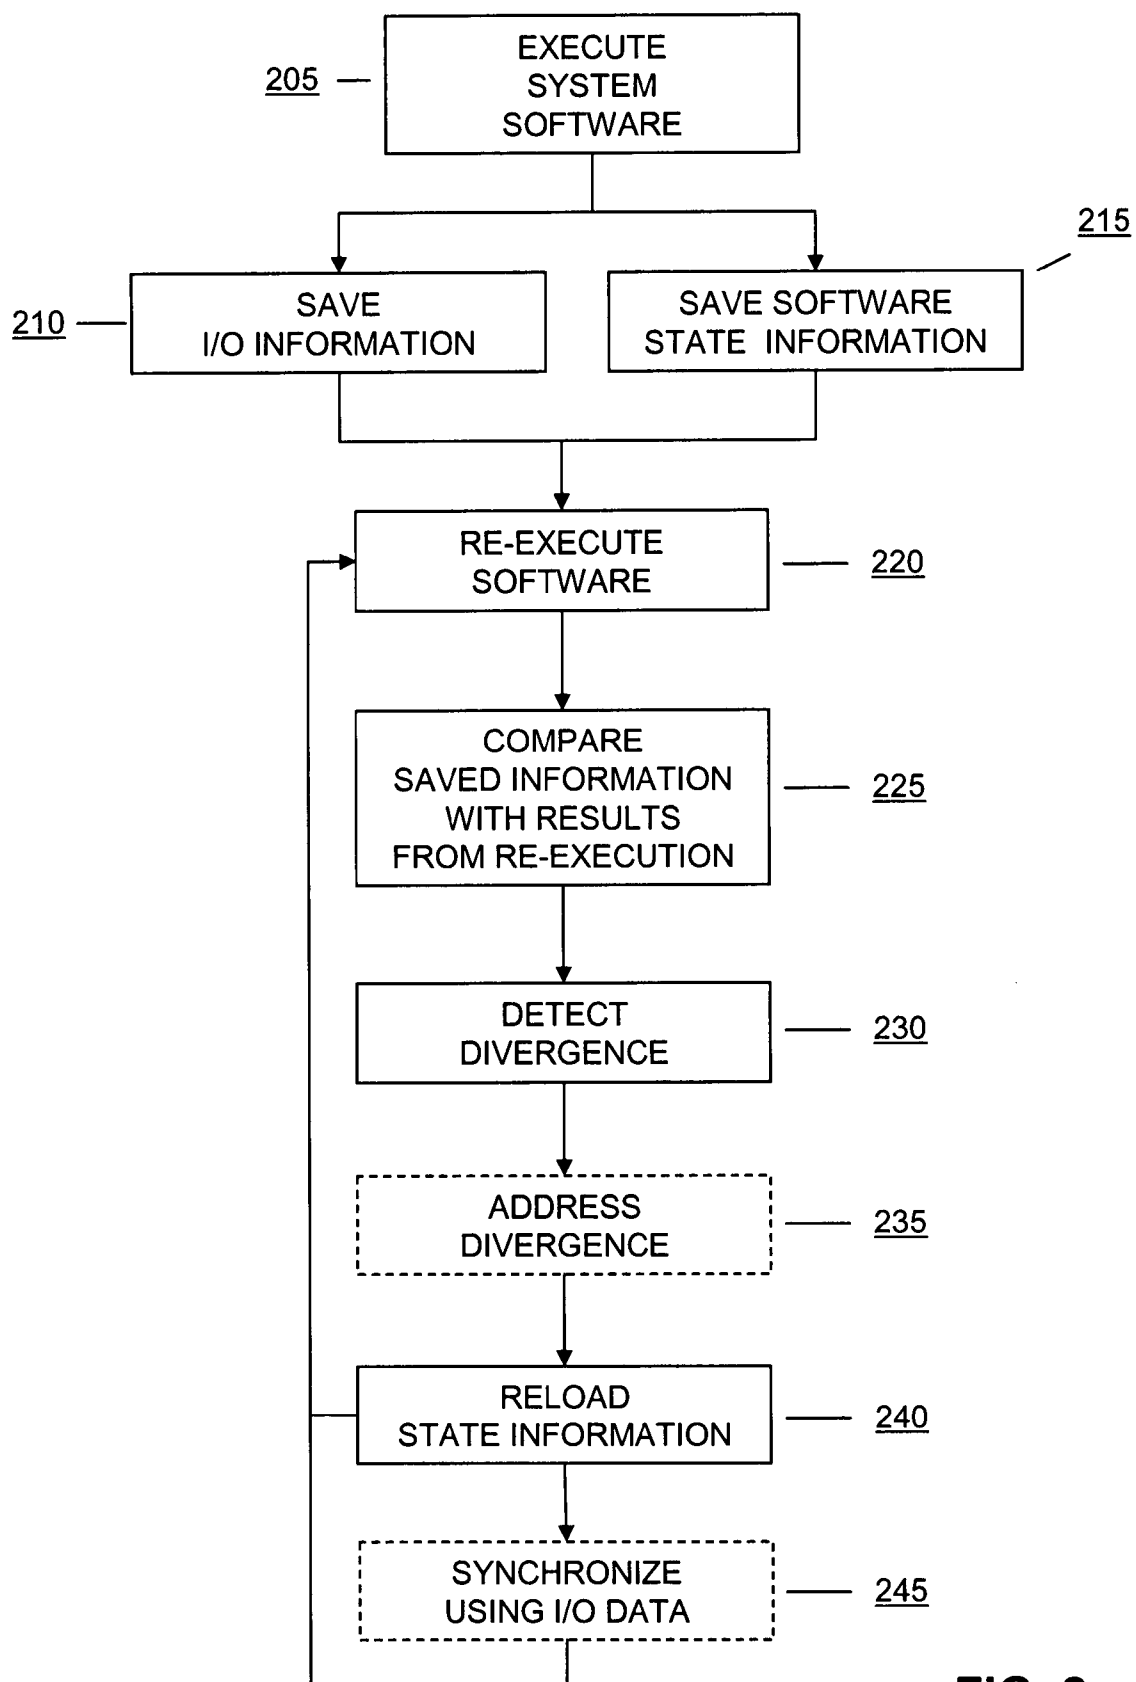 EXECUTE
SYSTEM
SOFTWARE
205
215
SAVE
I/O INFORMATION
210
SAVE SOFTWARE
STATE INFORMATION
RE-EXECUTE
SOFTWARE
220
COMPARE
SAVED INFORMATION
WITH RESULTS
FROM RE-EXECUTION
225
DETECT
DIVERGENCE
230
ADDRESS
DIVERGENCE
235
RELOAD
STATE INFORMATION
240
SYNCHRONIZE
USING I/O DATA
245